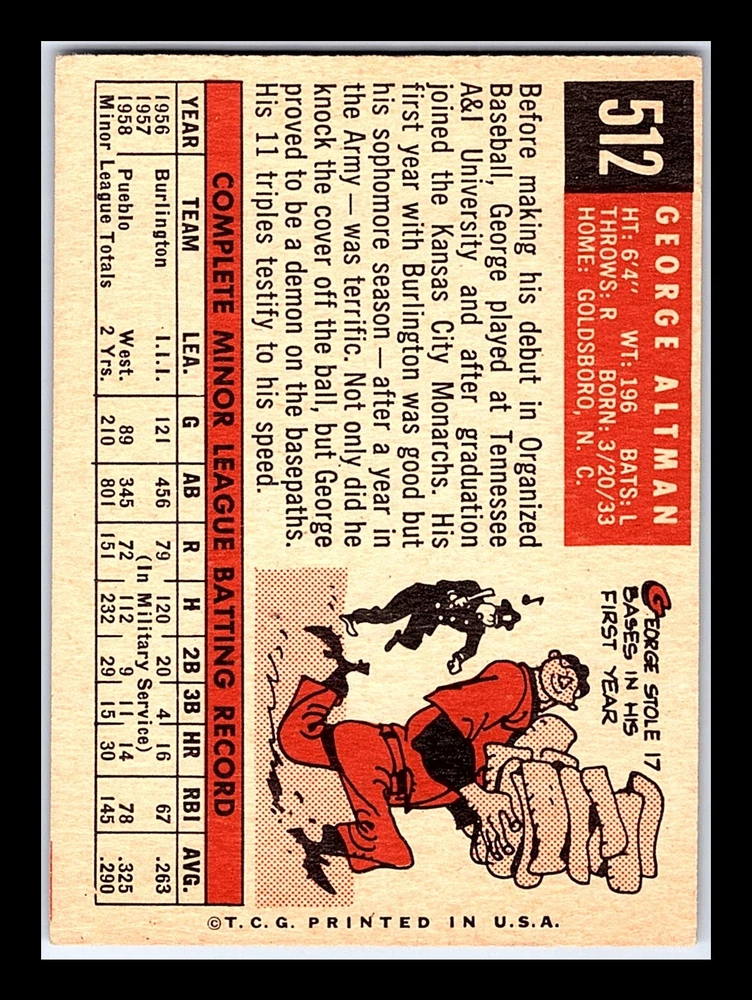 512
GEORGE ALTMAN
HT: 6'4" WT: 196 BATS: L
THROWS: R BORN: 3/20/33
HOME: GOLDSBORO, N. C.
Before making his debut in Organized
Baseball, George played at Tennessee
A&I University and after graduation
joined the Kansas City Monarchs. His
first year with Burlington was good but
his sophomore season—after a year in
the Army—was terrific. Not only did he
knock the cover off the ball, but George
proved to be a demon on the basepaths.
His 11 triples testify to his speed.
GEORGE STOLE 17
BASES IN HIS
FIRST YEAR
COMPLETE MINOR LEAGUE BATTING RECORD
YEAR TEAM LEA. G AB R H 2B 3B HR RBI AVG.
1956 Burlington I.I.I. 121 456 79 120 20 4 16 67 .263
1957 (In Military Service)
1958 Pueblo West. 89 345 72 112 9 11 14 78 .325
Minor League Totals 2 Yrs. 210 801 151 232 29 15 30 145 .290
©T.C.G. PRINTED IN U.S.A.